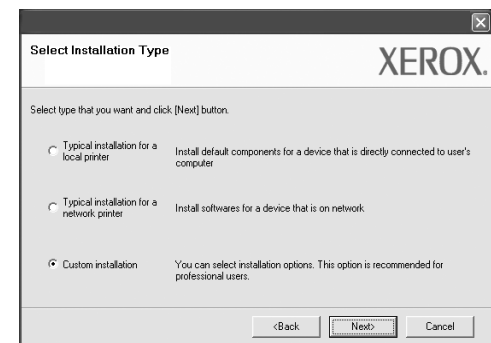 Select Installation Type
XEROX.
Select type that you want and click [Next] button.
Typical installation for a
local printer
Install default components for a device that is directly connected to user's
computer
Typical installation for a
network printer
Install softwares for a device that is on network
Custom installation
You can select installation options. This option is recommended for
professional users.
<Back
Next>
Cancel